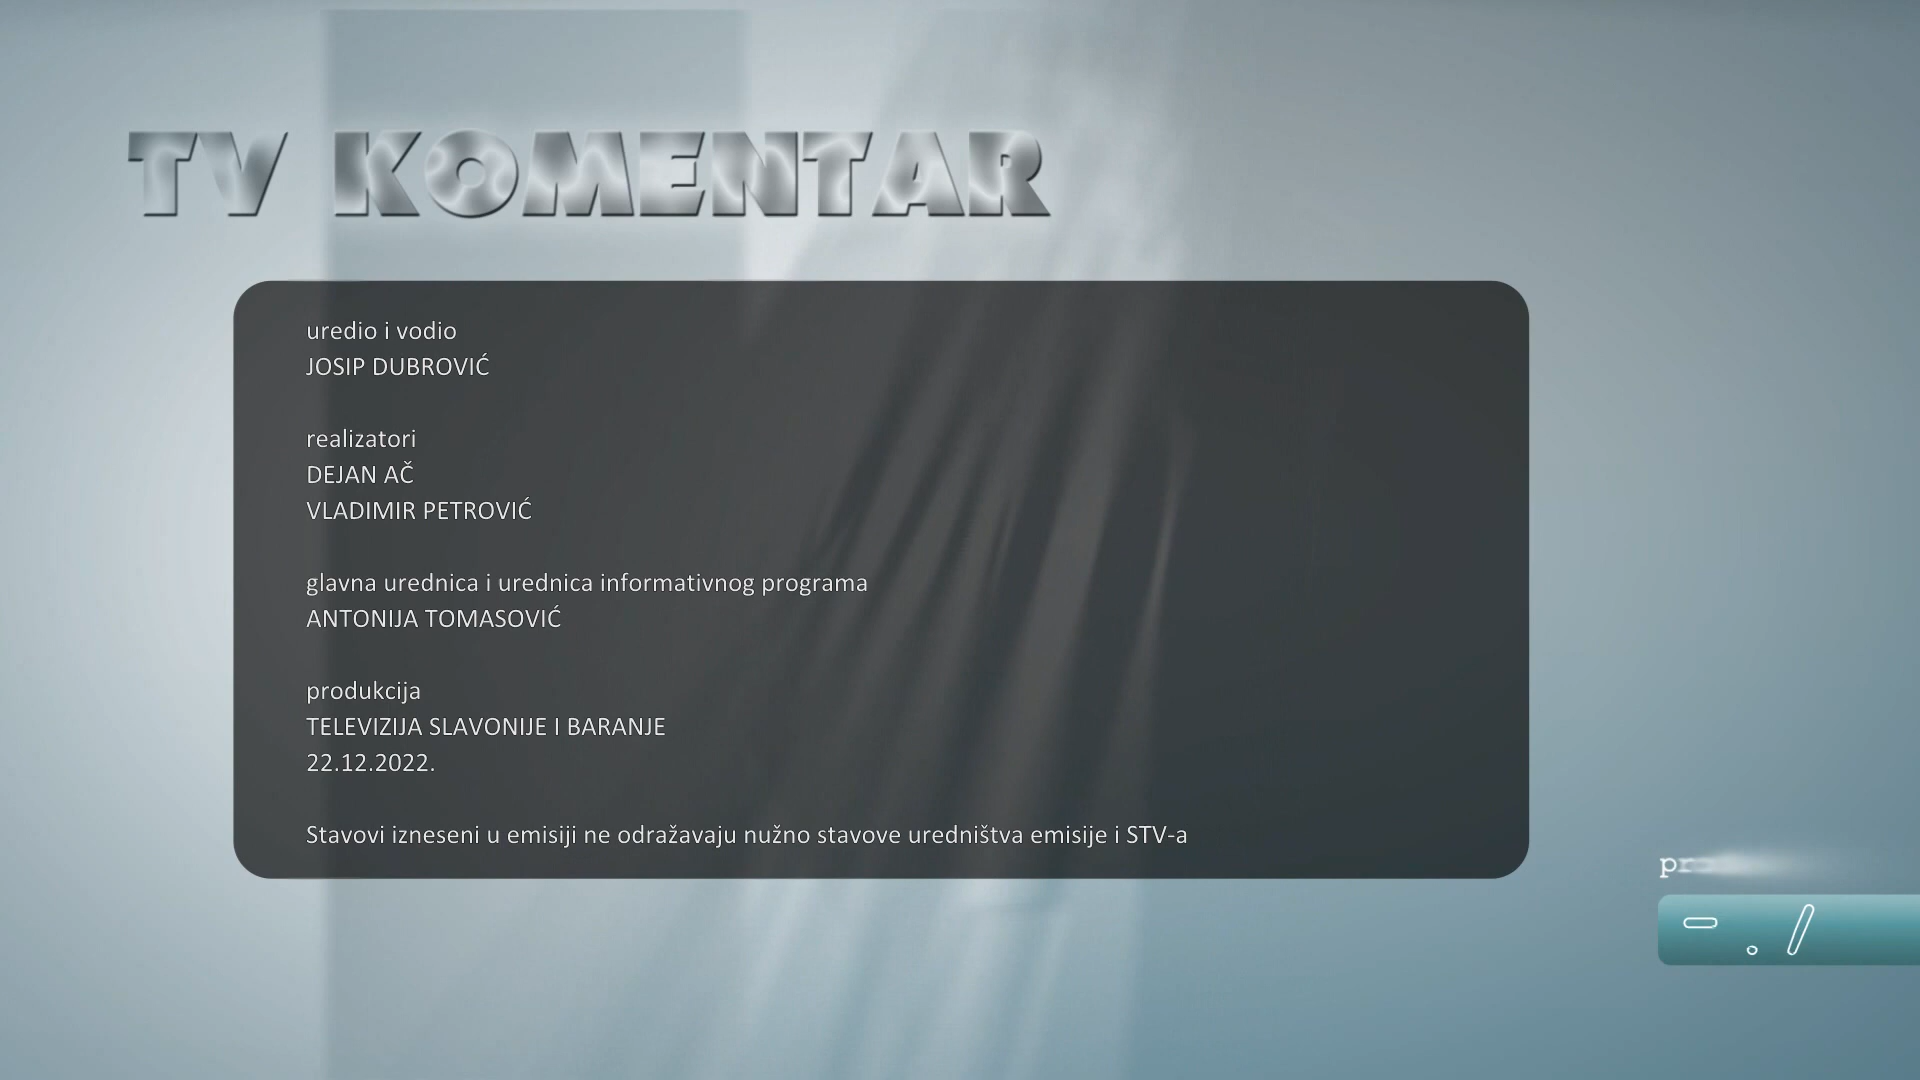 TV KOMENTAR
uredio i vodio
JOSIP DUBROVIĆ
realizatori
DEJAN AČ
VLADIMIR PETROVIĆ
glavna urednica i urednica informativnog programa
ANTONIJA TOMASOVIĆ
produkcija
TELEVIZIJA SLAVONIJE I BARANJE
22.12.2022.
Stavovi izneseni u emisiji ne odražavaju nužno stavove uredništva emisije i STV-a